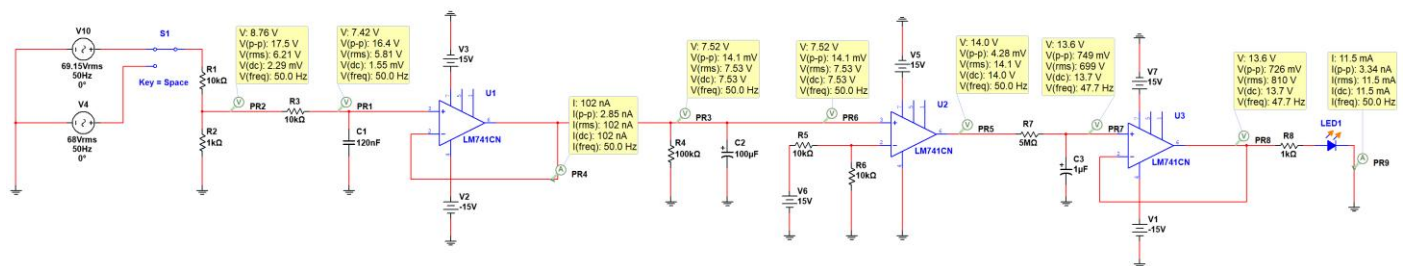 V10
69.15Vrms
50Hz
0°
V4
68Vrms
50Hz
0°
S1
Key = Space
R1
10kΩ
R2
1kΩ
V: 8.76 V
V(p-p): 17.5 V
V(rms): 6.21 V
V(dc): 2.29 mV
V(freq): 50.0 Hz
PR2
R3
10kΩ
V: 7.42 V
V(p-p): 16.4 V
V(rms): 5.81 V
V(dc): 1.55 mV
V(freq): 50.0 Hz
PR1
C1
120nF
V3
15V
U1
LM741CN
V2
-15V
I: 102 nA
I(p-p): 2.85 nA
I(rms): 102 nA
I(dc): 102 nA
I(freq): 50.0 Hz
PR4
V: 7.52 V
V(p-p): 14.1 mV
V(rms): 7.53 V
V(dc): 7.53 V
V(freq): 50.0 Hz
PR3
R4
100kΩ
C2
100µF
V: 7.52 V
V(p-p): 14.1 mV
V(rms): 7.53 V
V(dc): 7.53 V
V(freq): 50.0 Hz
PR6
R5
10kΩ
R6
10kΩ
V6
15V
V5
15V
U2
LM741CN
V: 14.0 V
V(p-p): 4.28 mV
V(rms): 14.1 V
V(dc): 14.0 V
V(freq): 50.0 Hz
PR5
R7
5MΩ
V: 13.6 V
V(p-p): 749 mV
V(rms): 699 V
V(dc): 13.7 V
V(freq): 47.7 Hz
PR7
C3
1µF
V7
15V
U3
LM741CN
V1
-15V
V: 13.6 V
V(p-p): 726 mV
V(rms): 810 V
V(dc): 13.7 V
V(freq): 47.7 Hz
PR8
R8
1kΩ
LED1
I: 11.5 mA
I(p-p): 3.34 nA
I(rms): 11.5 mA
I(dc): 11.5 mA
I(freq): 50.0 Hz
PR9